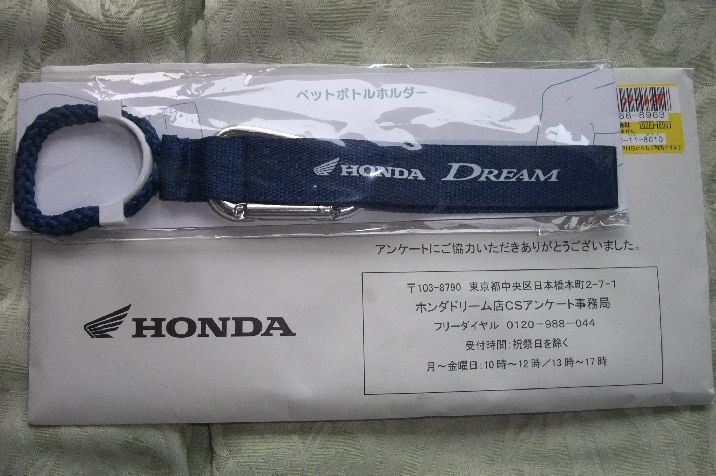 ペットボトルホルダー
HONDA DREAM
アンケートにご協力いただきありがとうございました。
〒103-8790 東京都中央区日本橋本町2-7-1
ホンダドリーム店CSアンケート事務局
フリーダイヤル 0120-988-044
受付時間:祝祭日を除く
月～金曜日:10時～12時/13時～17時
HONDA